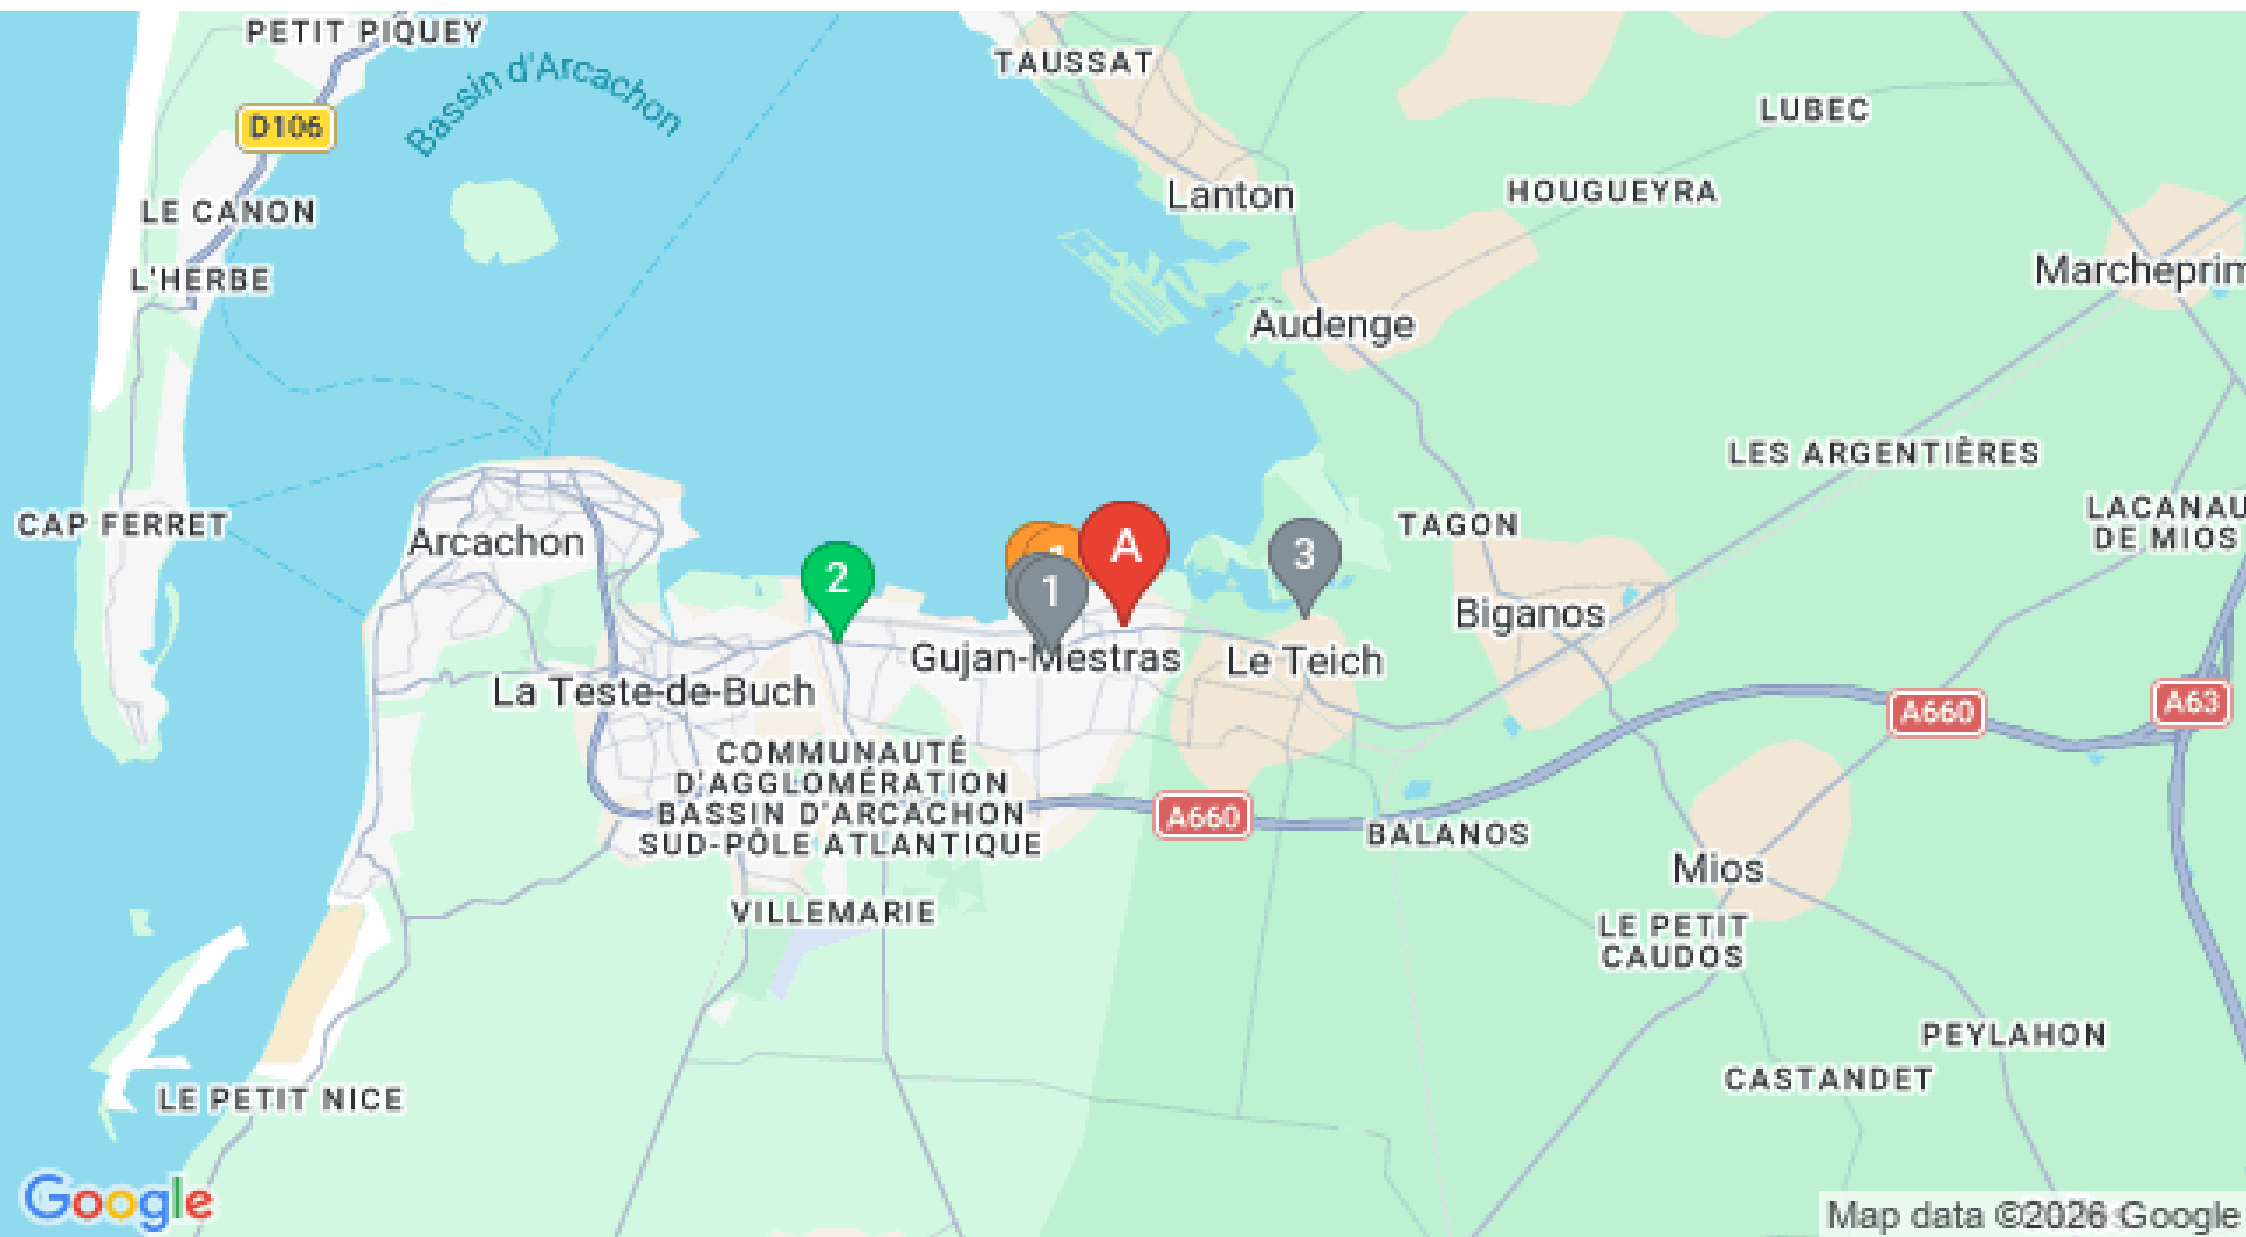 PETIT PIQUEY
Bassin d'Arcachon
TAUSSAT
LUBEC
D106
Lanton
HOUGUEYRA
LE CANON
L'HERBE
Marcheprim
Audenge
LES ARGENTIÈRES
CAP FERRET
Arcachon
TAGON
LACANAU
DE MIOS
A
3
2
1
1
Biganos
Gujan-Mestras
Le Teich
La Teste-de-Buch
A660
A63
COMMUNAUTÉ
D'AGGLOMÉRATION
BASSIN D'ARCACHON
SUD-PÔLE ATLANTIQUE
A660
BALANOS
Mios
VILLEMARIE
LE PETIT
CAUDOS
PEYLAHON
CASTANDET
LE PETIT NICE
Google
Map data ©2026 Google